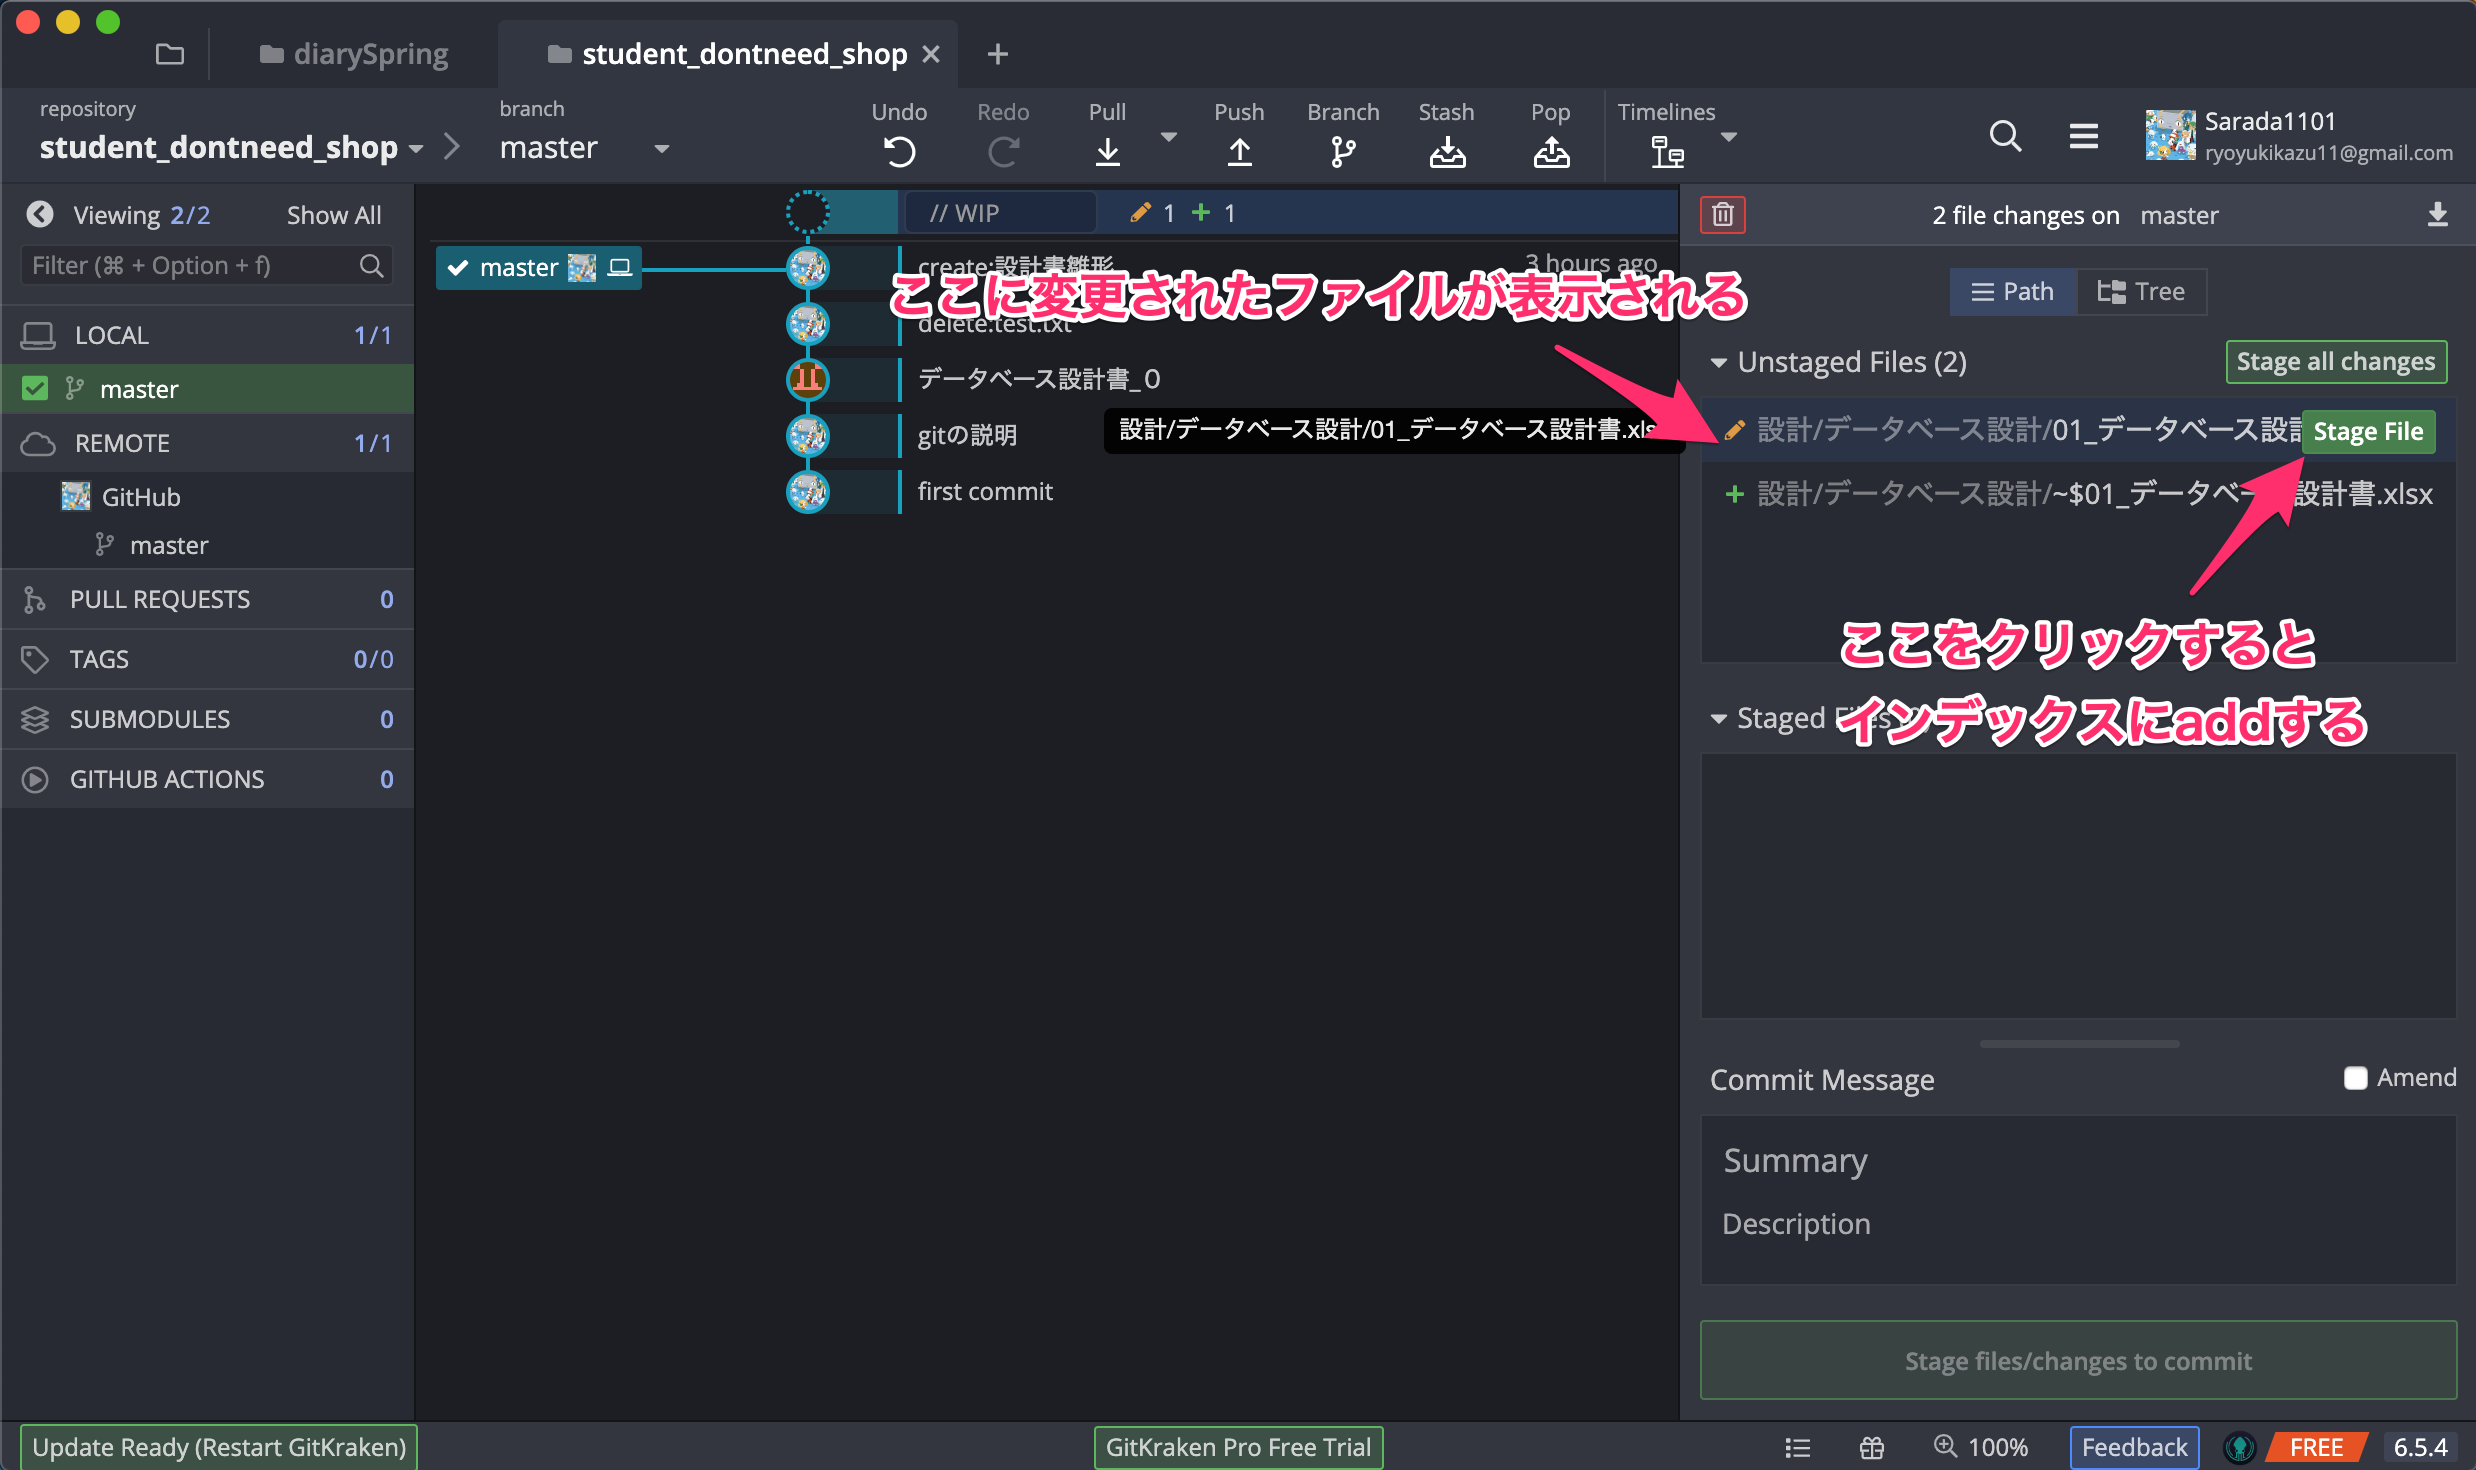 diarySpring
student_dontneed_shop
repository
student_dontneed_shop
branch
master
Undo
Redo
Pull
Push
Branch
Stash
Pop
Timelines
Sarada1101
ryoyukikazu11@gmail.com
Viewing 2/2
Show All
Filter (⌘ + Option + f)
LOCAL 1/1
master
REMOTE 1/1
GitHub
master
PULL REQUESTS 0
TAGS 0/0
SUBMODULES 0
GITHUB ACTIONS 0
// WIP
1
1
master
create:設計書雛形
3 hours ago
ここに変更されたファイルが表示される
delete:test.txt
データベース設計書_O
gitの説明
設計/データベース設計/01_データベース設計書.xls
first commit
2 file changes on master
Path
Tree
Unstaged Files (2)
Stage all changes
設計/データベース設計/01_データベース設計
Stage File
設計/データベース設計/~$01_データベース設計書.xlsx
ここをクリックすると
インデックスにaddする
Staged Files
Commit Message
Amend
Summary
Description
Stage files/changes to commit
Update Ready (Restart GitKraken)
GitKraken Pro Free Trial
100%
Feedback
FREE
6.5.4